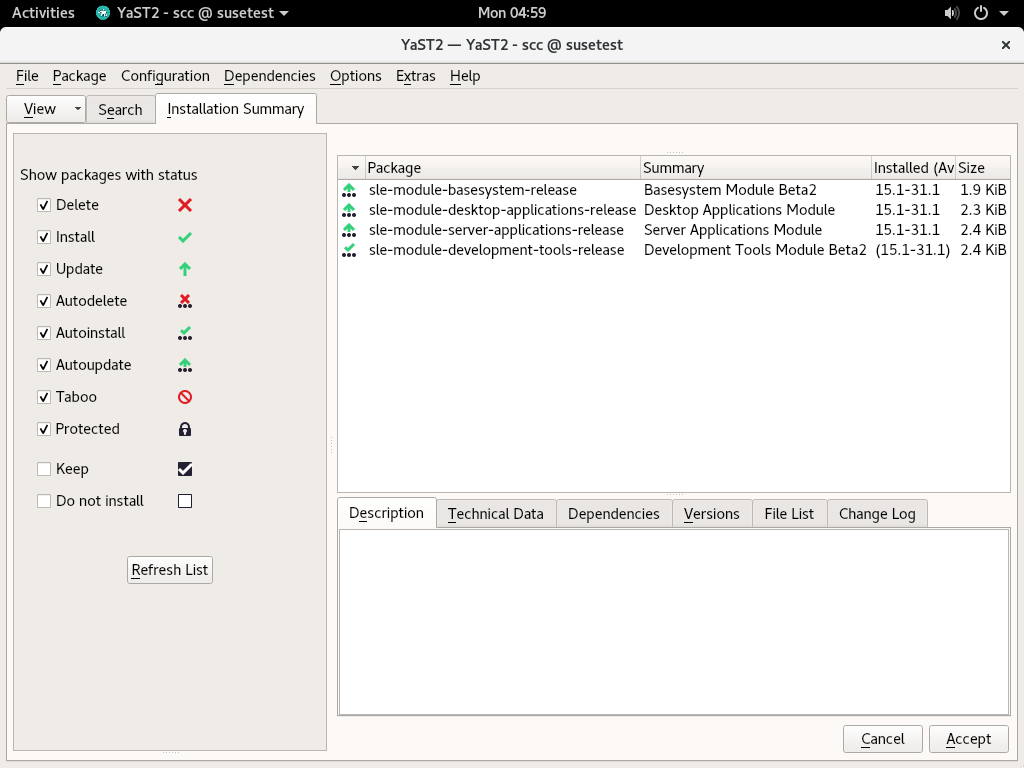 Activities YaST2 - scc @ susetest Mon 04:59
YaST2 — YaST2 - scc @ susetest
File Package Configuration Dependencies Options Extras Help
View Search Installation Summary
Show packages with status
Delete
Install
Update
Autodelete
Autoinstall
Autoupdate
Taboo
Protected
Keep
Do not install
Refresh List
Package Summary Installed (Av Size
sle-module-basesystem-release Basesystem Module Beta2 15.1-31.1 1.9 KiB
sle-module-desktop-applications-release Desktop Applications Module 15.1-31.1 2.3 KiB
sle-module-server-applications-release Server Applications Module 15.1-31.1 2.4 KiB
sle-module-development-tools-release Development Tools Module Beta2 (15.1-31.1) 2.4 KiB
Description Technical Data Dependencies Versions File List Change Log
Cancel Accept